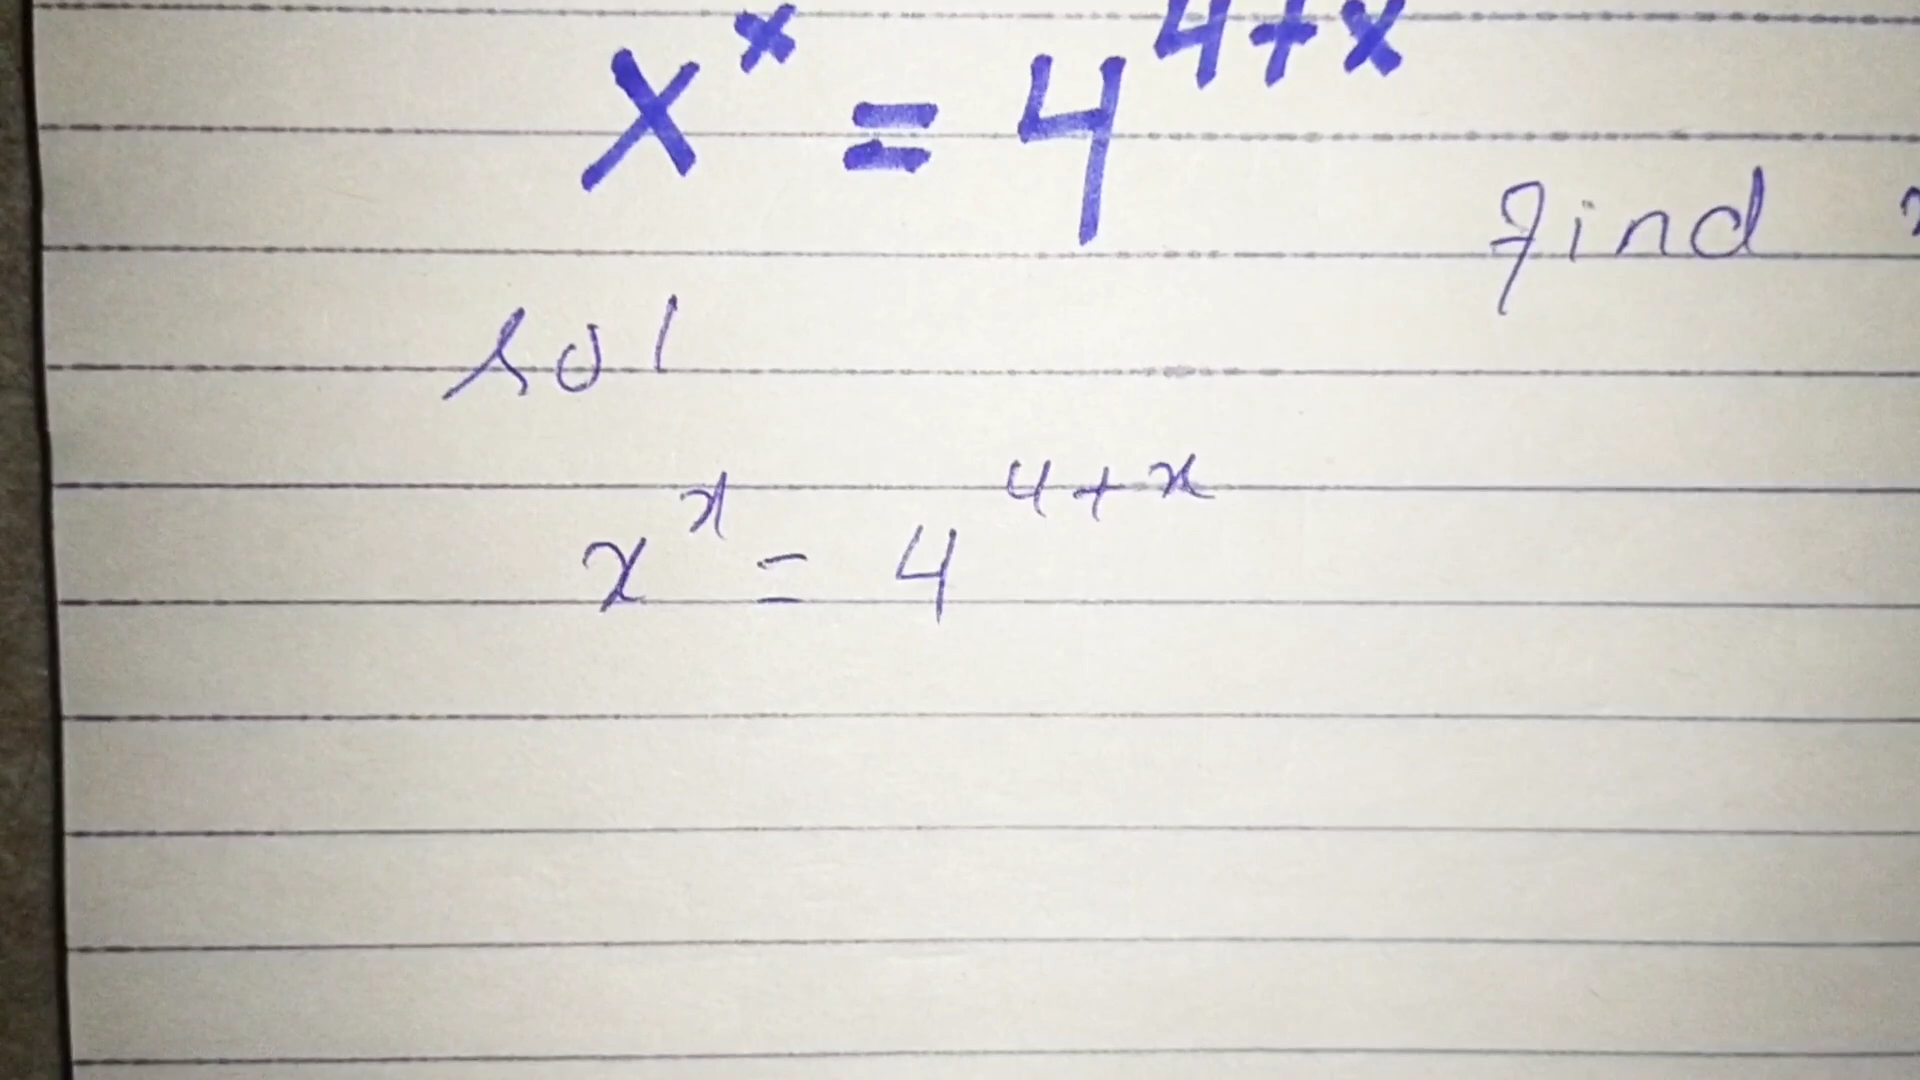 x^x = 4^{4+x}
find
sol
x^x = 4^{4+x}